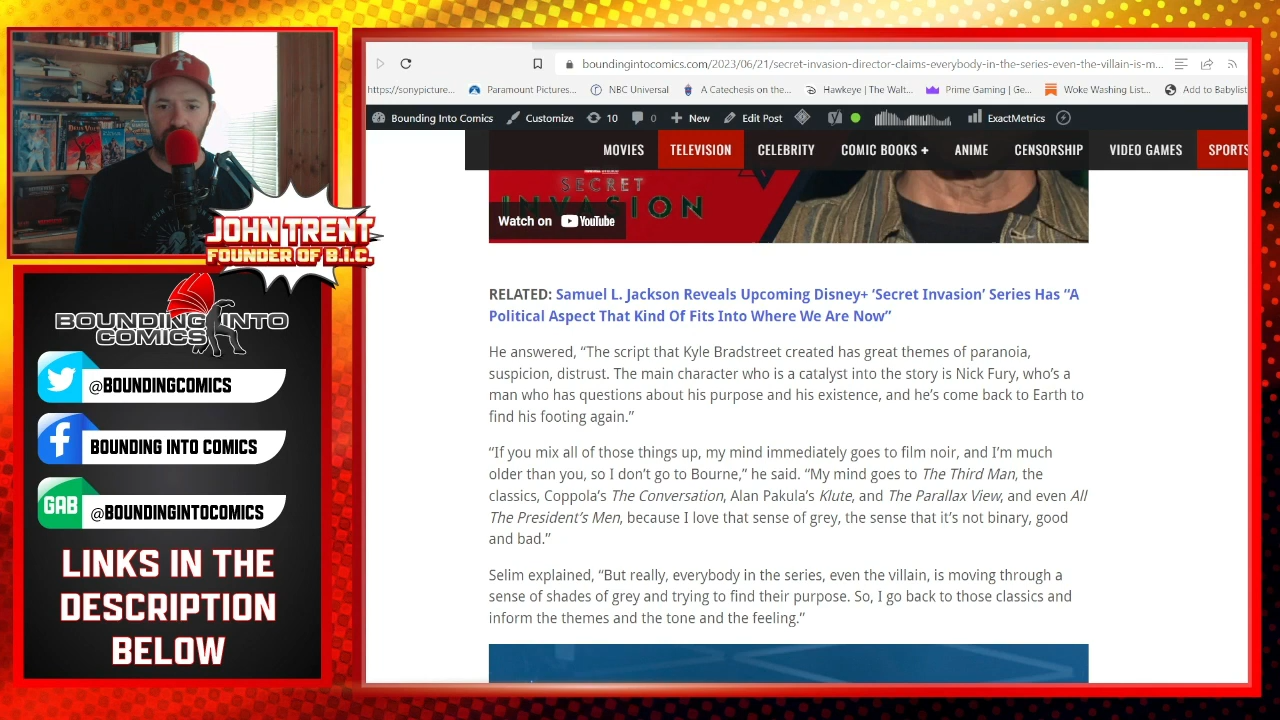 boundingintocomics.com/2023/06/21/secret-invasion-director-claims-everybody-in-the-series-even-the-villain-is-m...
https://sonypicture... Paramount Pictures... NBC Universal A Catechesis on the... Hawkeye | The Walt... Prime Gaming | Ge... Woke Washing List... Add to Babylist
Bounding Into Comics Customize 10 0 New Edit Post ExactMetrics
MOVIES TELEVISION CELEBRITY COMIC BOOKS + ANIME CENSORSHIP VIDEO GAMES SPORTS
SECRET
INVASION
Watch on YouTube
RELATED: Samuel L. Jackson Reveals Upcoming Disney+ ‘Secret Invasion’ Series Has “A
Political Aspect That Kind Of Fits Into Where We Are Now”
He answered, “The script that Kyle Bradstreet created has great themes of paranoia,
suspicion, distrust. The main character who is a catalyst into the story is Nick Fury, who’s a
man who has questions about his purpose and his existence, and he’s come back to Earth to
find his footing again.”
“If you mix all of those things up, my mind immediately goes to film noir, and I’m much
older than you, so I don’t go to Bourne,” he said. “My mind goes to The Third Man, the
classics, Coppola’s The Conversation, Alan Pakula’s Klute, and The Parallax View, and even All
The President’s Men, because I love that sense of grey, the sense that it’s not binary, good
and bad.”
Selim explained, “But really, everybody in the series, even the villain, is moving through a
sense of shades of grey and trying to find their purpose. So, I go back to those classics and
inform the themes and the tone and the feeling.”
JOHN TRENT
FOUNDER OF B.I.C.
BOUNDING INTO
COMICS
@BOUNDINGCOMICS
BOUNDING INTO COMICS
GAB
@BOUNDINGINTOCOMICS
LINKS IN THE
DESCRIPTION
BELOW